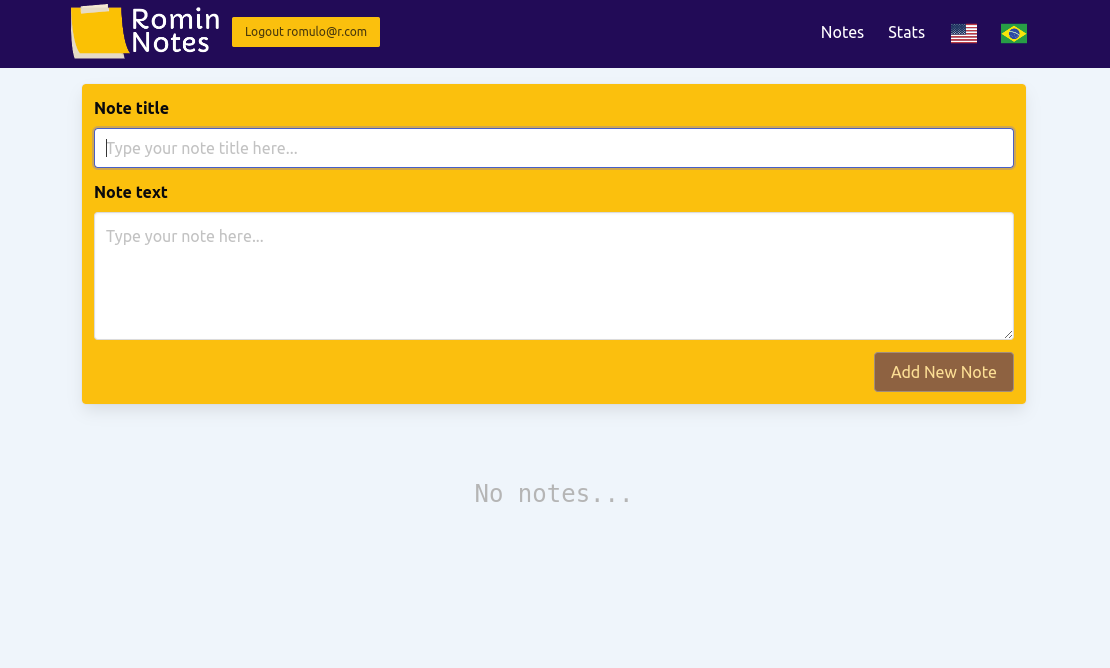 Romin
Notes
Logout romulo@r.com
Notes
Stats
Note title
Type your note title here...
Note text
Type your note here...
Add New Note
No notes...